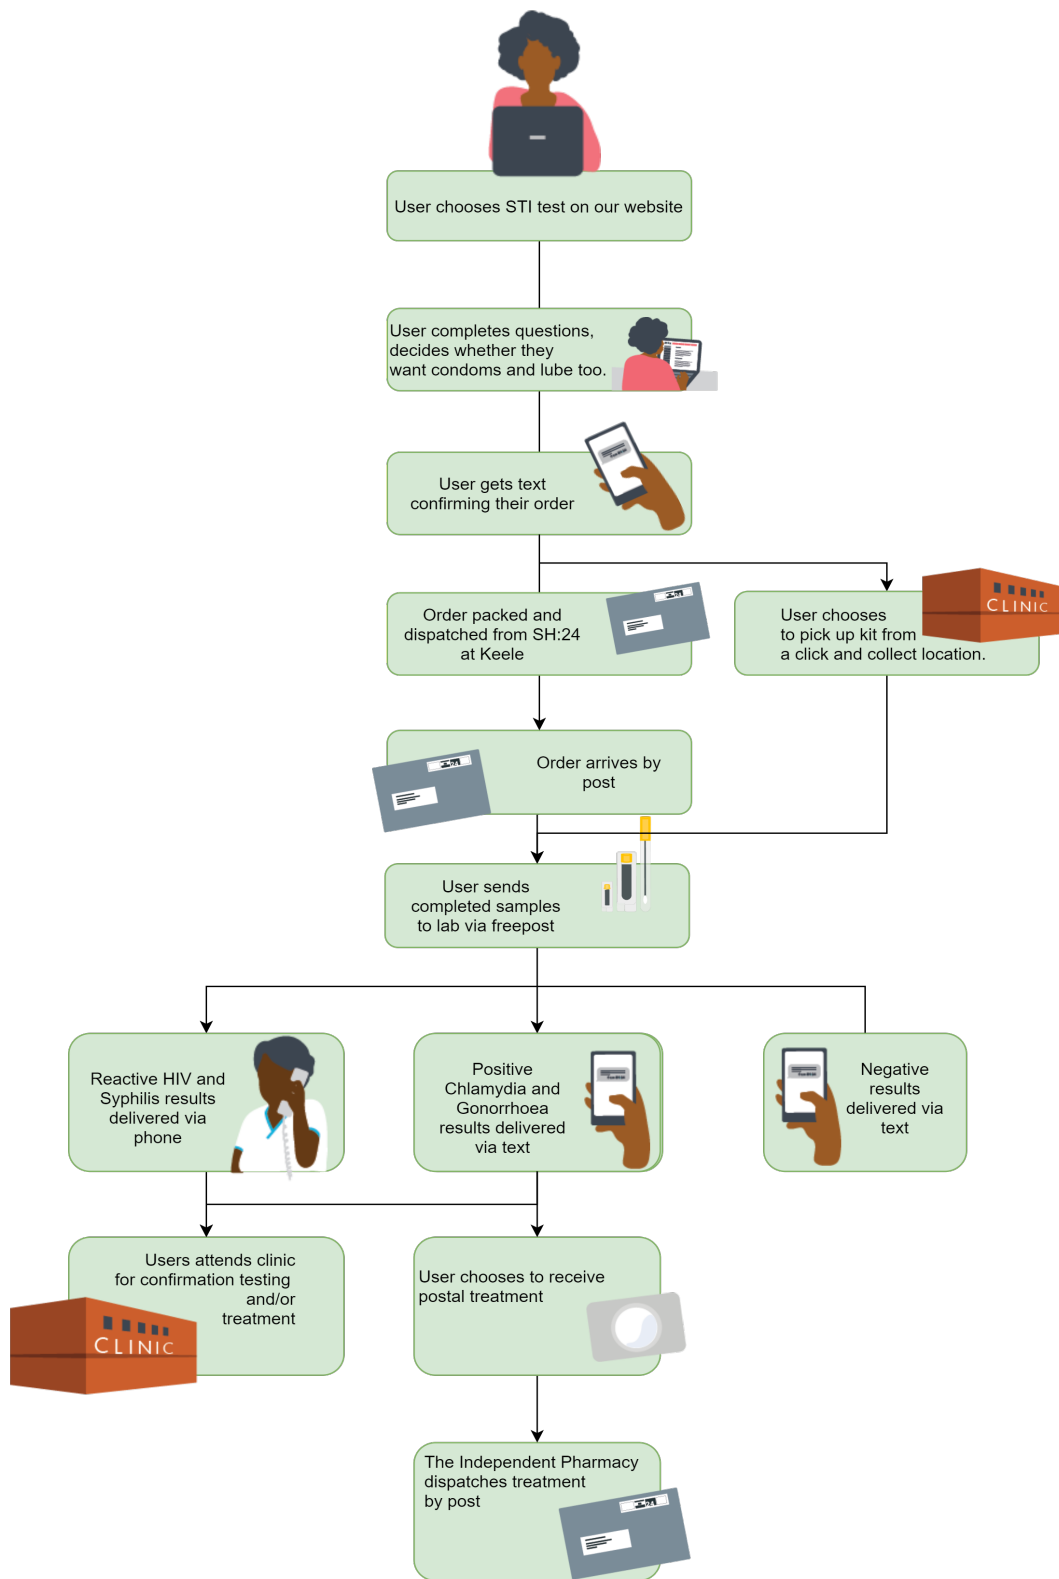 User chooses STI test on our website
User completes questions,
decides whether they
want condoms and lube too.
User gets text
confirming their order
Order packed and
dispatched from SH:24
at Keele
User chooses
to pick up kit from
a click and collect location.
CLINIC
Order arrives by
post
User sends
completed samples
to lab via freepost
Reactive HIV and
Syphilis results
delivered via
phone
Positive
Chlamydia and
Gonorrhoea
results delivered
via text
Negative
results
delivered via
text
Users attends clinic
for confirmation testing
and/or
treatment
CLINIC
User chooses to receive
postal treatment
The Independent Pharmacy
dispatches treatment
by post